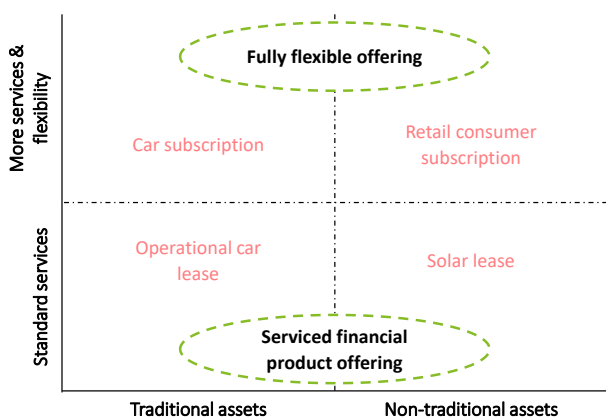 More services &
flexibility
Fully flexible offering
Car subscription
Retail consumer
subscription
Standard services
Operational car
lease
Solar lease
Serviced financial
product offering
Traditional assets
Non-traditional assets